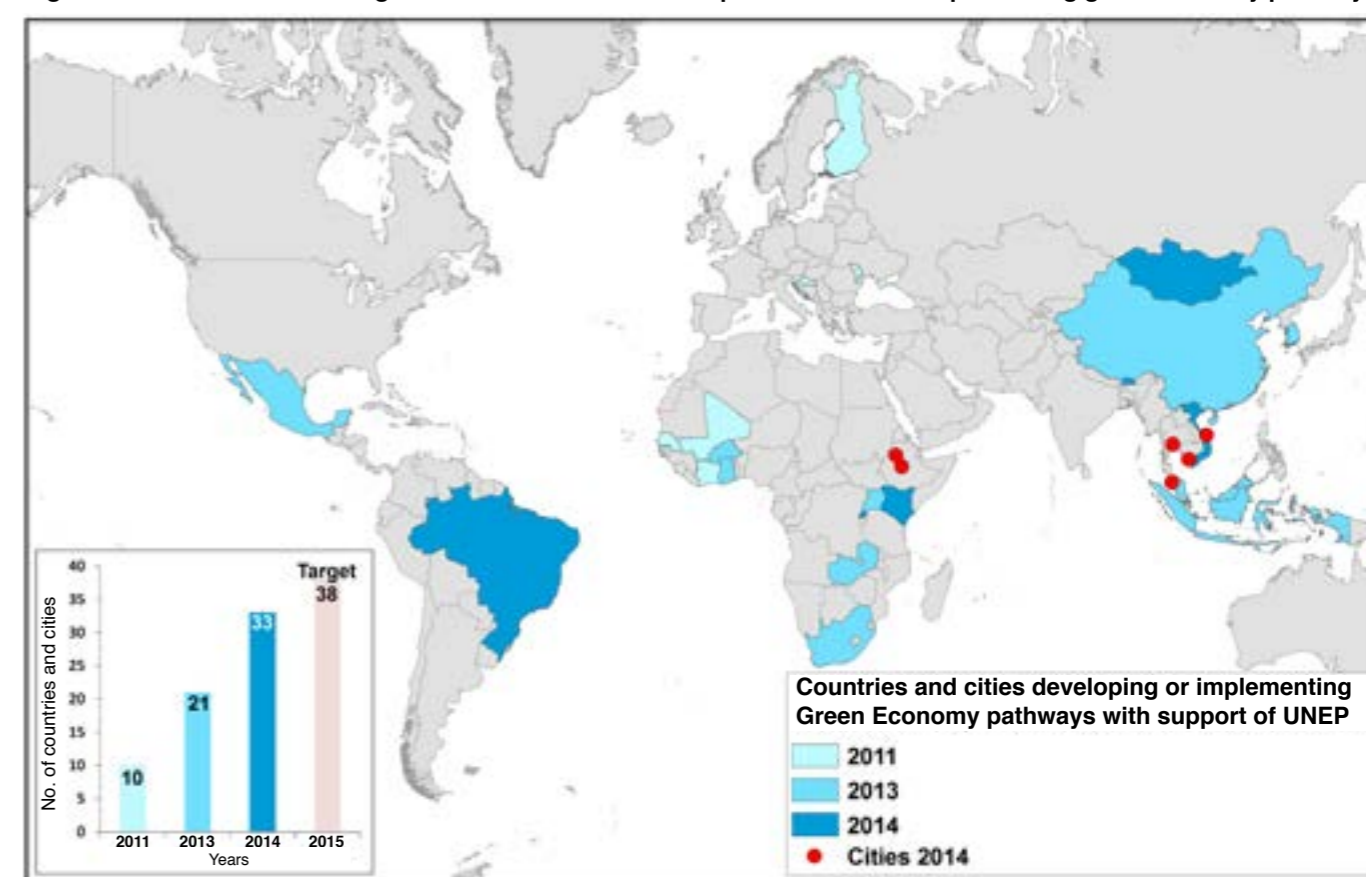 40
35
30
25
20
15
10
5
0
No. of countries and cities
10
21
33
Target
38
2011 2013 2014 2015
Years
Countries and cities developing or implementing
Green Economy pathways with support of UNEP
2011
2013
2014
Cities 2014